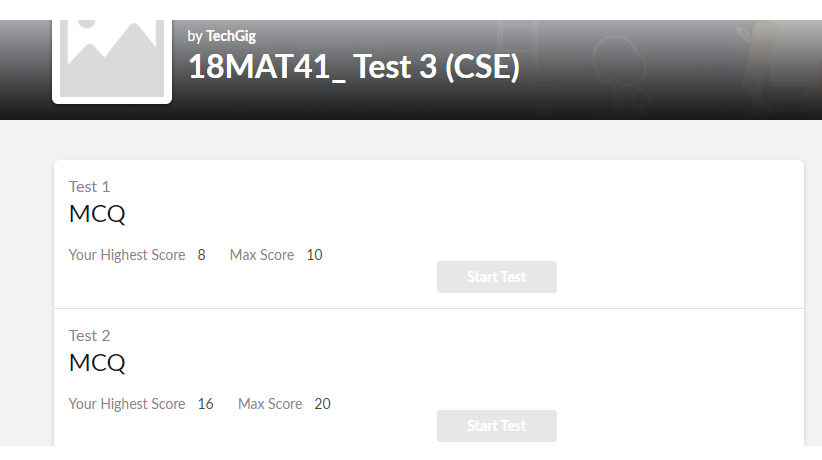 by TechGig
18MAT41_ Test 3 (CSE)
Test 1
MCQ
Your Highest Score 8 Max Score 10
Start Test
Test 2
MCQ
Your Highest Score 16 Max Score 20
Start Test